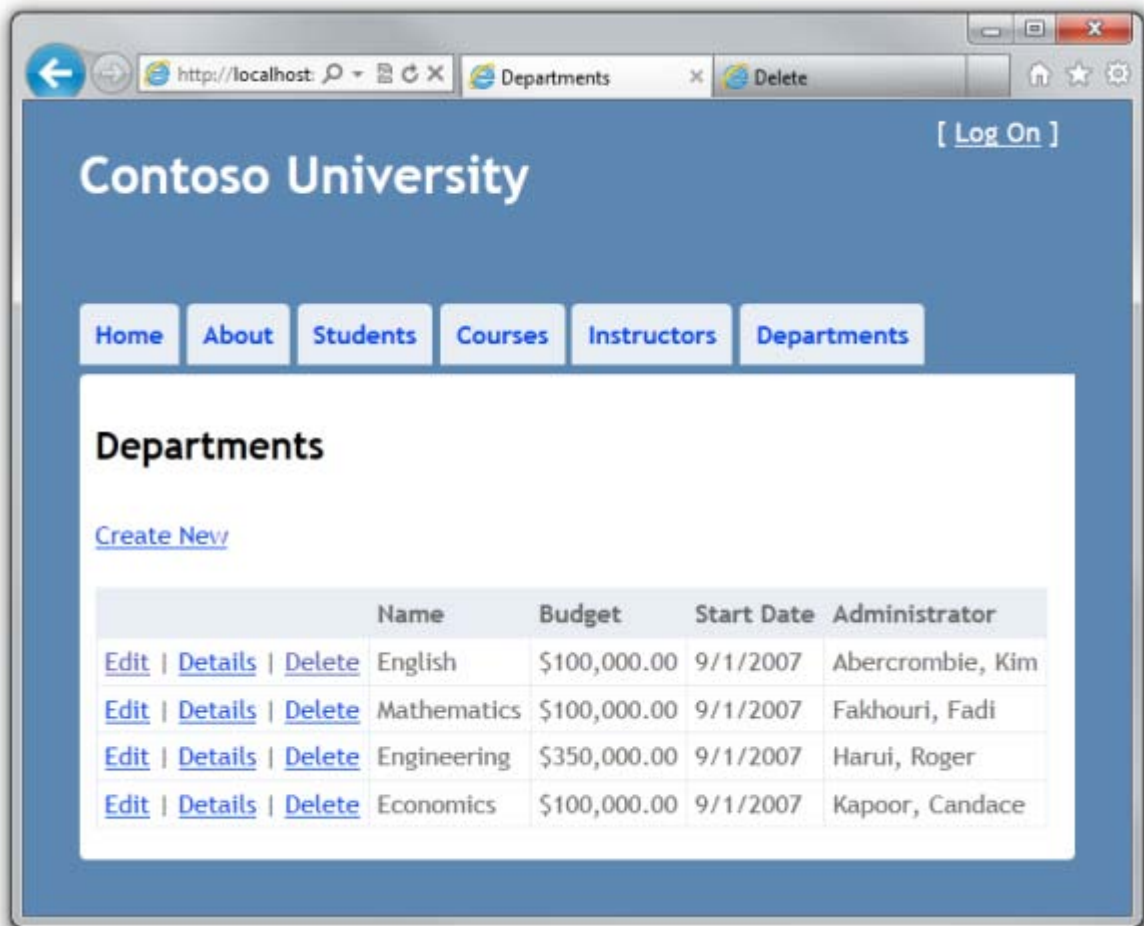 http://localhost: Departments Delete
[ Log On ]
Contoso University
Home About Students Courses Instructors Departments
Departments
Create New
Name Budget Start Date Administrator
Edit | Details | Delete English $100,000.00 9/1/2007 Abercrombie, Kim
Edit | Details | Delete Mathematics $100,000.00 9/1/2007 Fakhouri, Fadi
Edit | Details | Delete Engineering $350,000.00 9/1/2007 Harui, Roger
Edit | Details | Delete Economics $100,000.00 9/1/2007 Kapoor, Candace